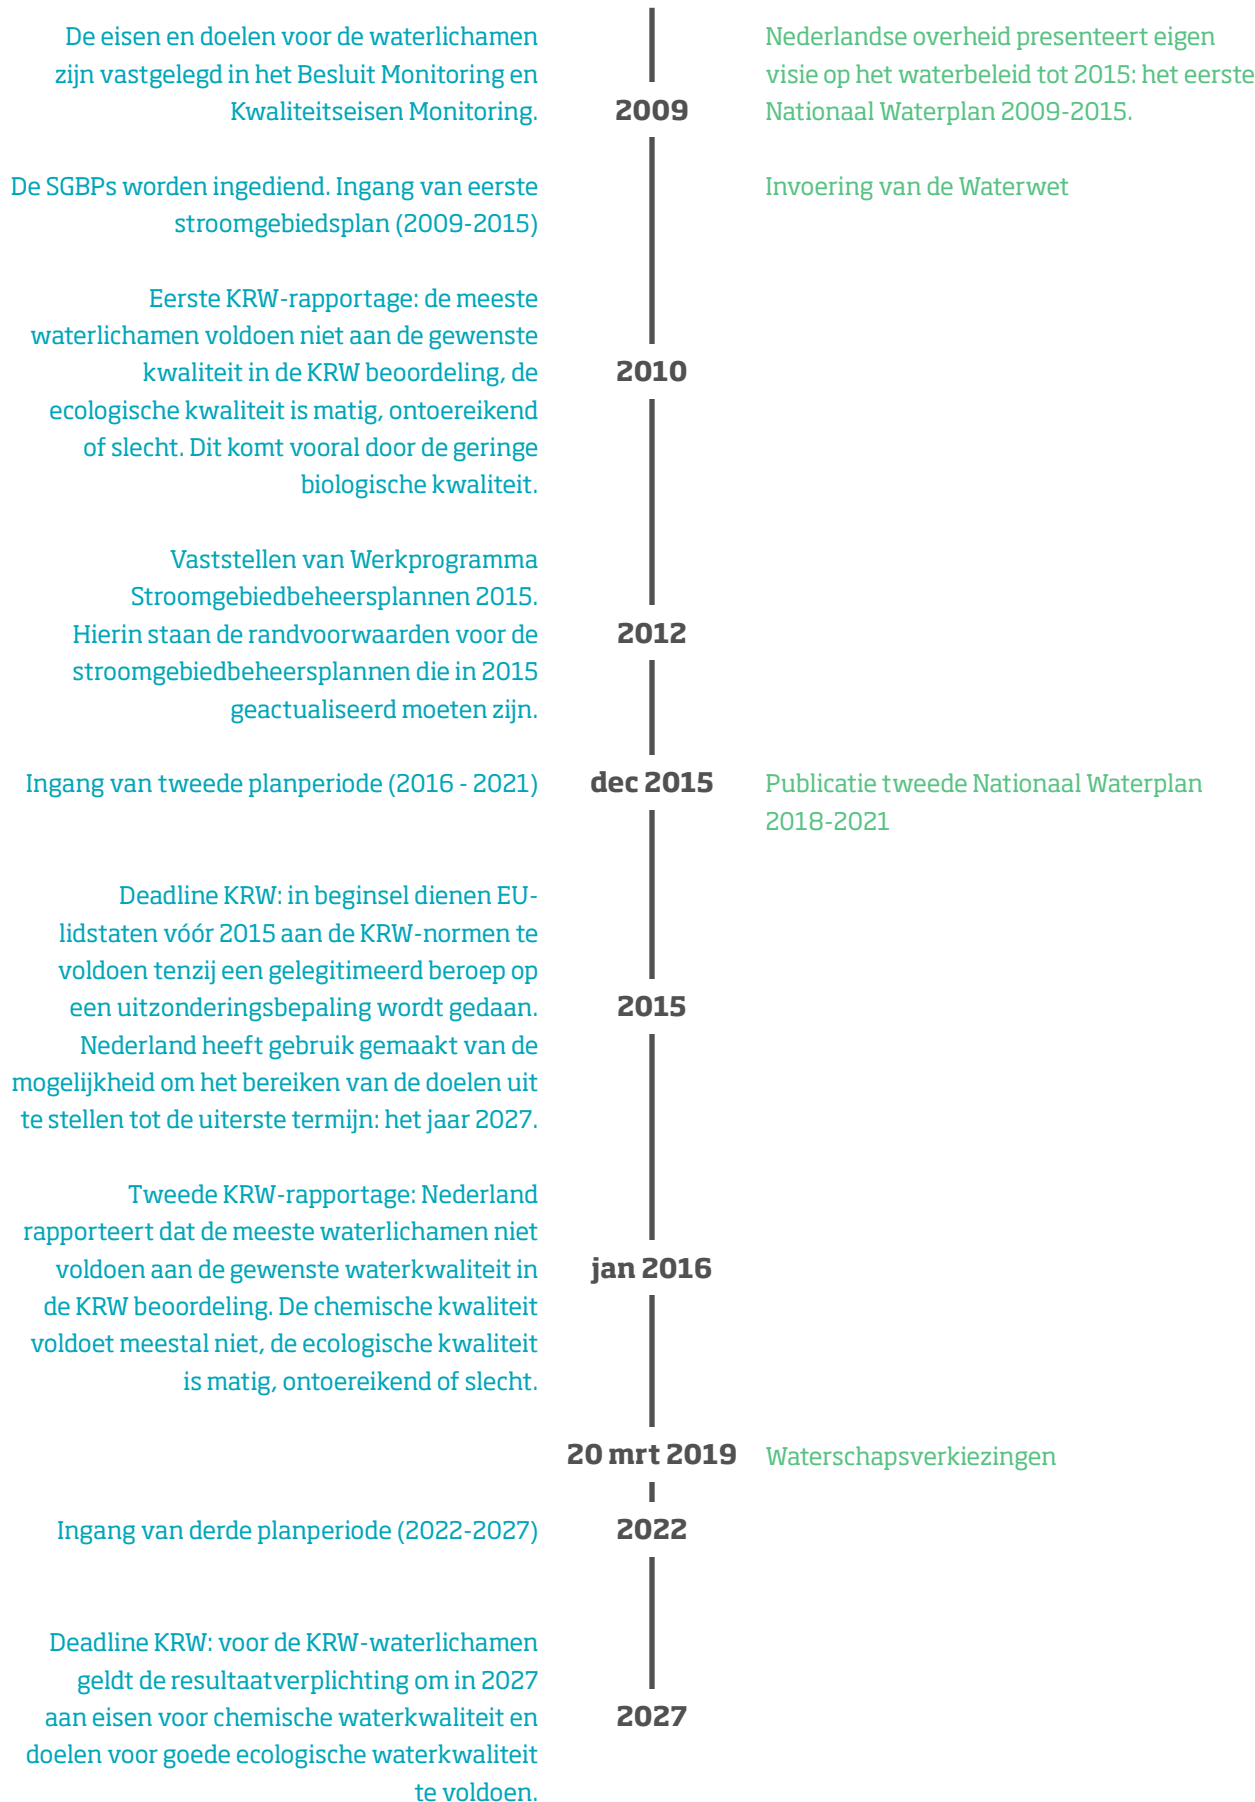 De eisen en doelen voor de waterlichamen
zijn vastgelegd in het Besluit Monitoring en
Kwaliteitseisen Monitoring.
2009
Nederlandse overheid presenteert eigen
visie op het waterbeleid tot 2015: het eerste
Nationaal Waterplan 2009-2015.
De SGBPs worden ingediend. Ingang van eerste
stroomgebiedsplan (2009-2015)
Invoering van de Waterwet
Eerste KRW-rapportage: de meeste
waterlichamen voldoen niet aan de gewenste
kwaliteit in de KRW beoordeling, de
ecologische kwaliteit is matig, ontoereikend
of slecht. Dit komt vooral door de geringe
biologische kwaliteit.
2010
Vaststellen van Werkprogramma
Stroomgebiedbeheersplannen 2015.
Hierin staan de randvoorwaarden voor de
stroomgebiedbeheersplannen die in 2015
geactualiseerd moeten zijn.
2012
Ingang van tweede planperiode (2016 - 2021)
dec 2015
Publicatie tweede Nationaal Waterplan
2018-2021
Deadline KRW: in beginsel dienen EU-
lidstaten vóór 2015 aan de KRW-normen te
voldoen tenzij een gelegitimeerd beroep op
een uitzonderingsbepaling wordt gedaan.
Nederland heeft gebruik gemaakt van de
mogelijkheid om het bereiken van de doelen uit
te stellen tot de uiterste termijn: het jaar 2027.
2015
Tweede KRW-rapportage: Nederland
rapporteert dat de meeste waterlichamen niet
voldoen aan de gewenste waterkwaliteit in
de KRW beoordeling. De chemische kwaliteit
voldoet meestal niet, de ecologische kwaliteit
is matig, ontoereikend of slecht.
jan 2016
20 mrt 2019
Waterschapsverkiezingen
Ingang van derde planperiode (2022-2027)
2022
Deadline KRW: voor de KRW-waterlichamen
geldt de resultaatverplichting om in 2027
aan eisen voor chemische waterkwaliteit en
doelen voor goede ecologische waterkwaliteit
te voldoen.
2027